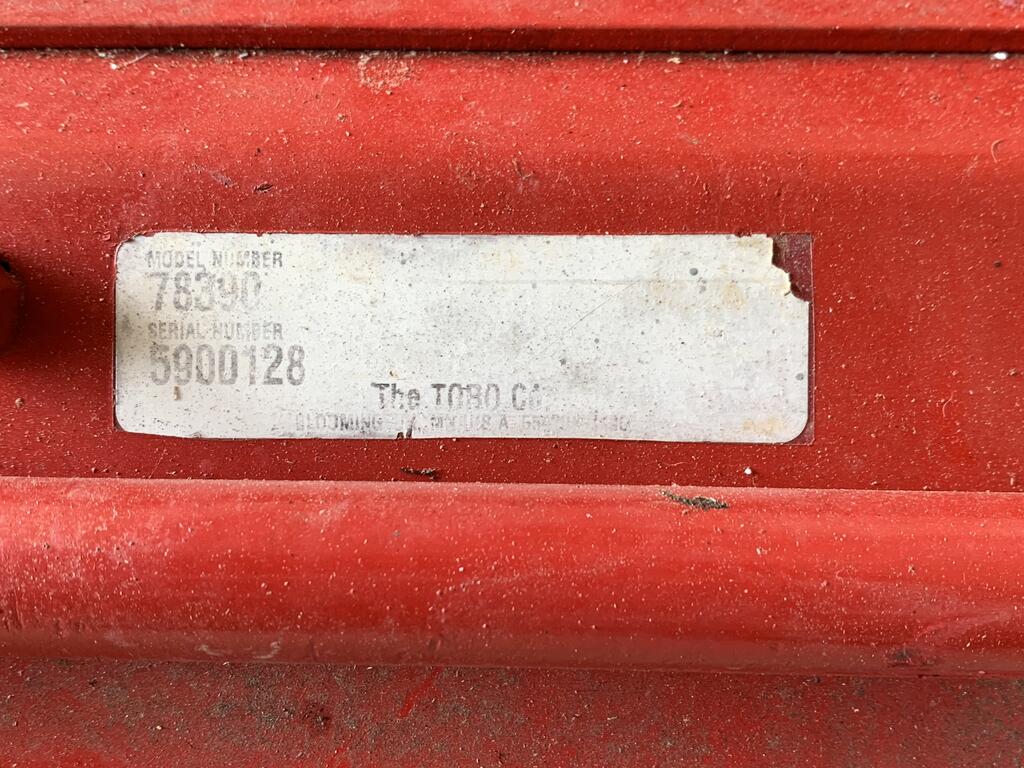 MODEL NUMBER
78390
SERIAL NUMBER
5900128
The TORO